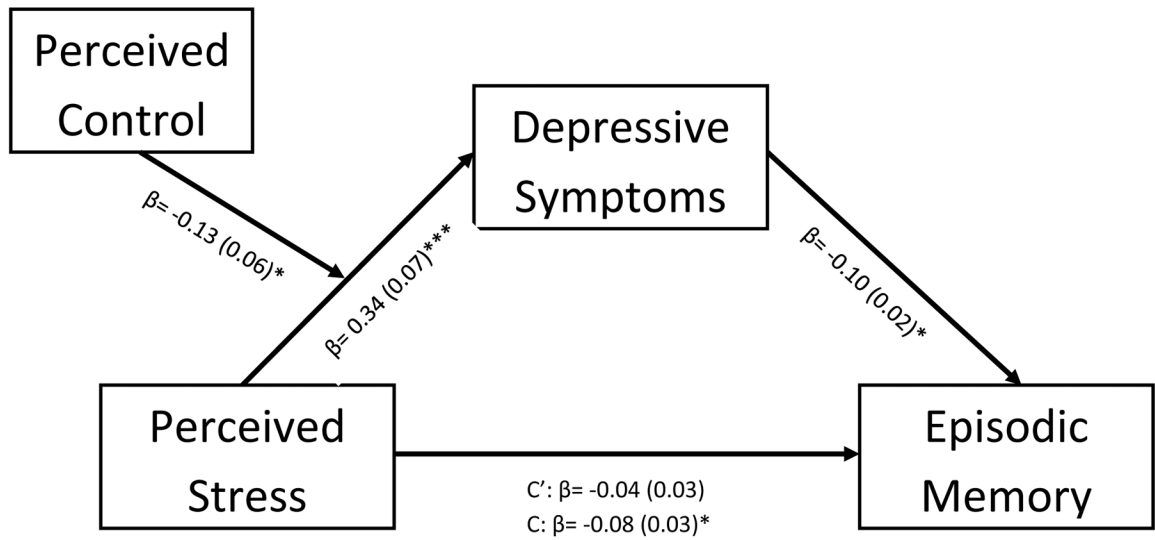 Perceived
Control
Depressive
Symptoms
β= -0.13 (0.06)*
β= 0.34 (0.07)***
β= -0.10 (0.02)*
Perceived
Stress
Episodic
Memory
C’: β= -0.04 (0.03)
C: β= -0.08 (0.03)*